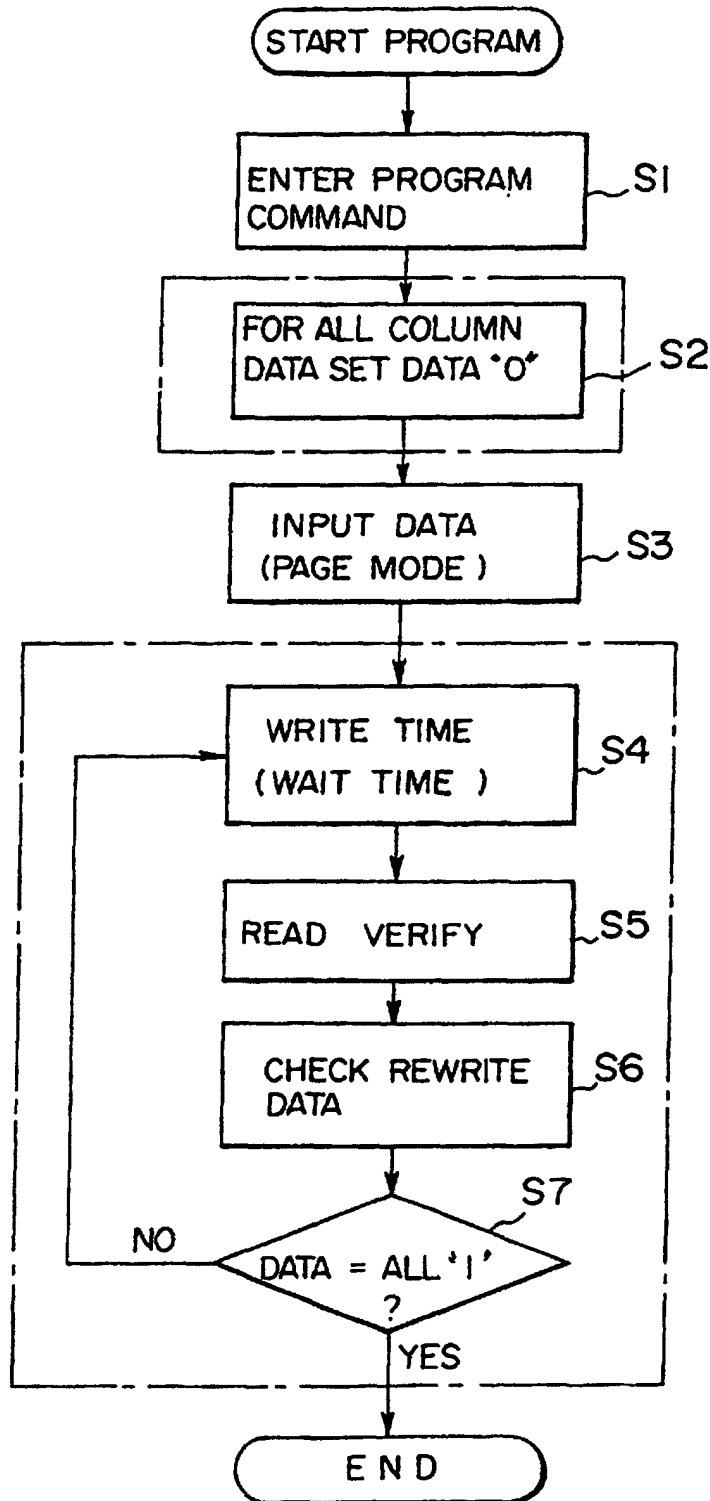 START PROGRAM
ENTER PROGRAM
COMMAND
S1
FOR ALL COLUMN
DATA SET DATA "0"
S2
INPUT DATA
(PAGE MODE)
S3
WRITE TIME
(WAIT TIME )
S4
READ VERIFY
S5
CHECK REWRITE
DATA
S6
S7
NO
DATA = ALL "1"
?
YES
END